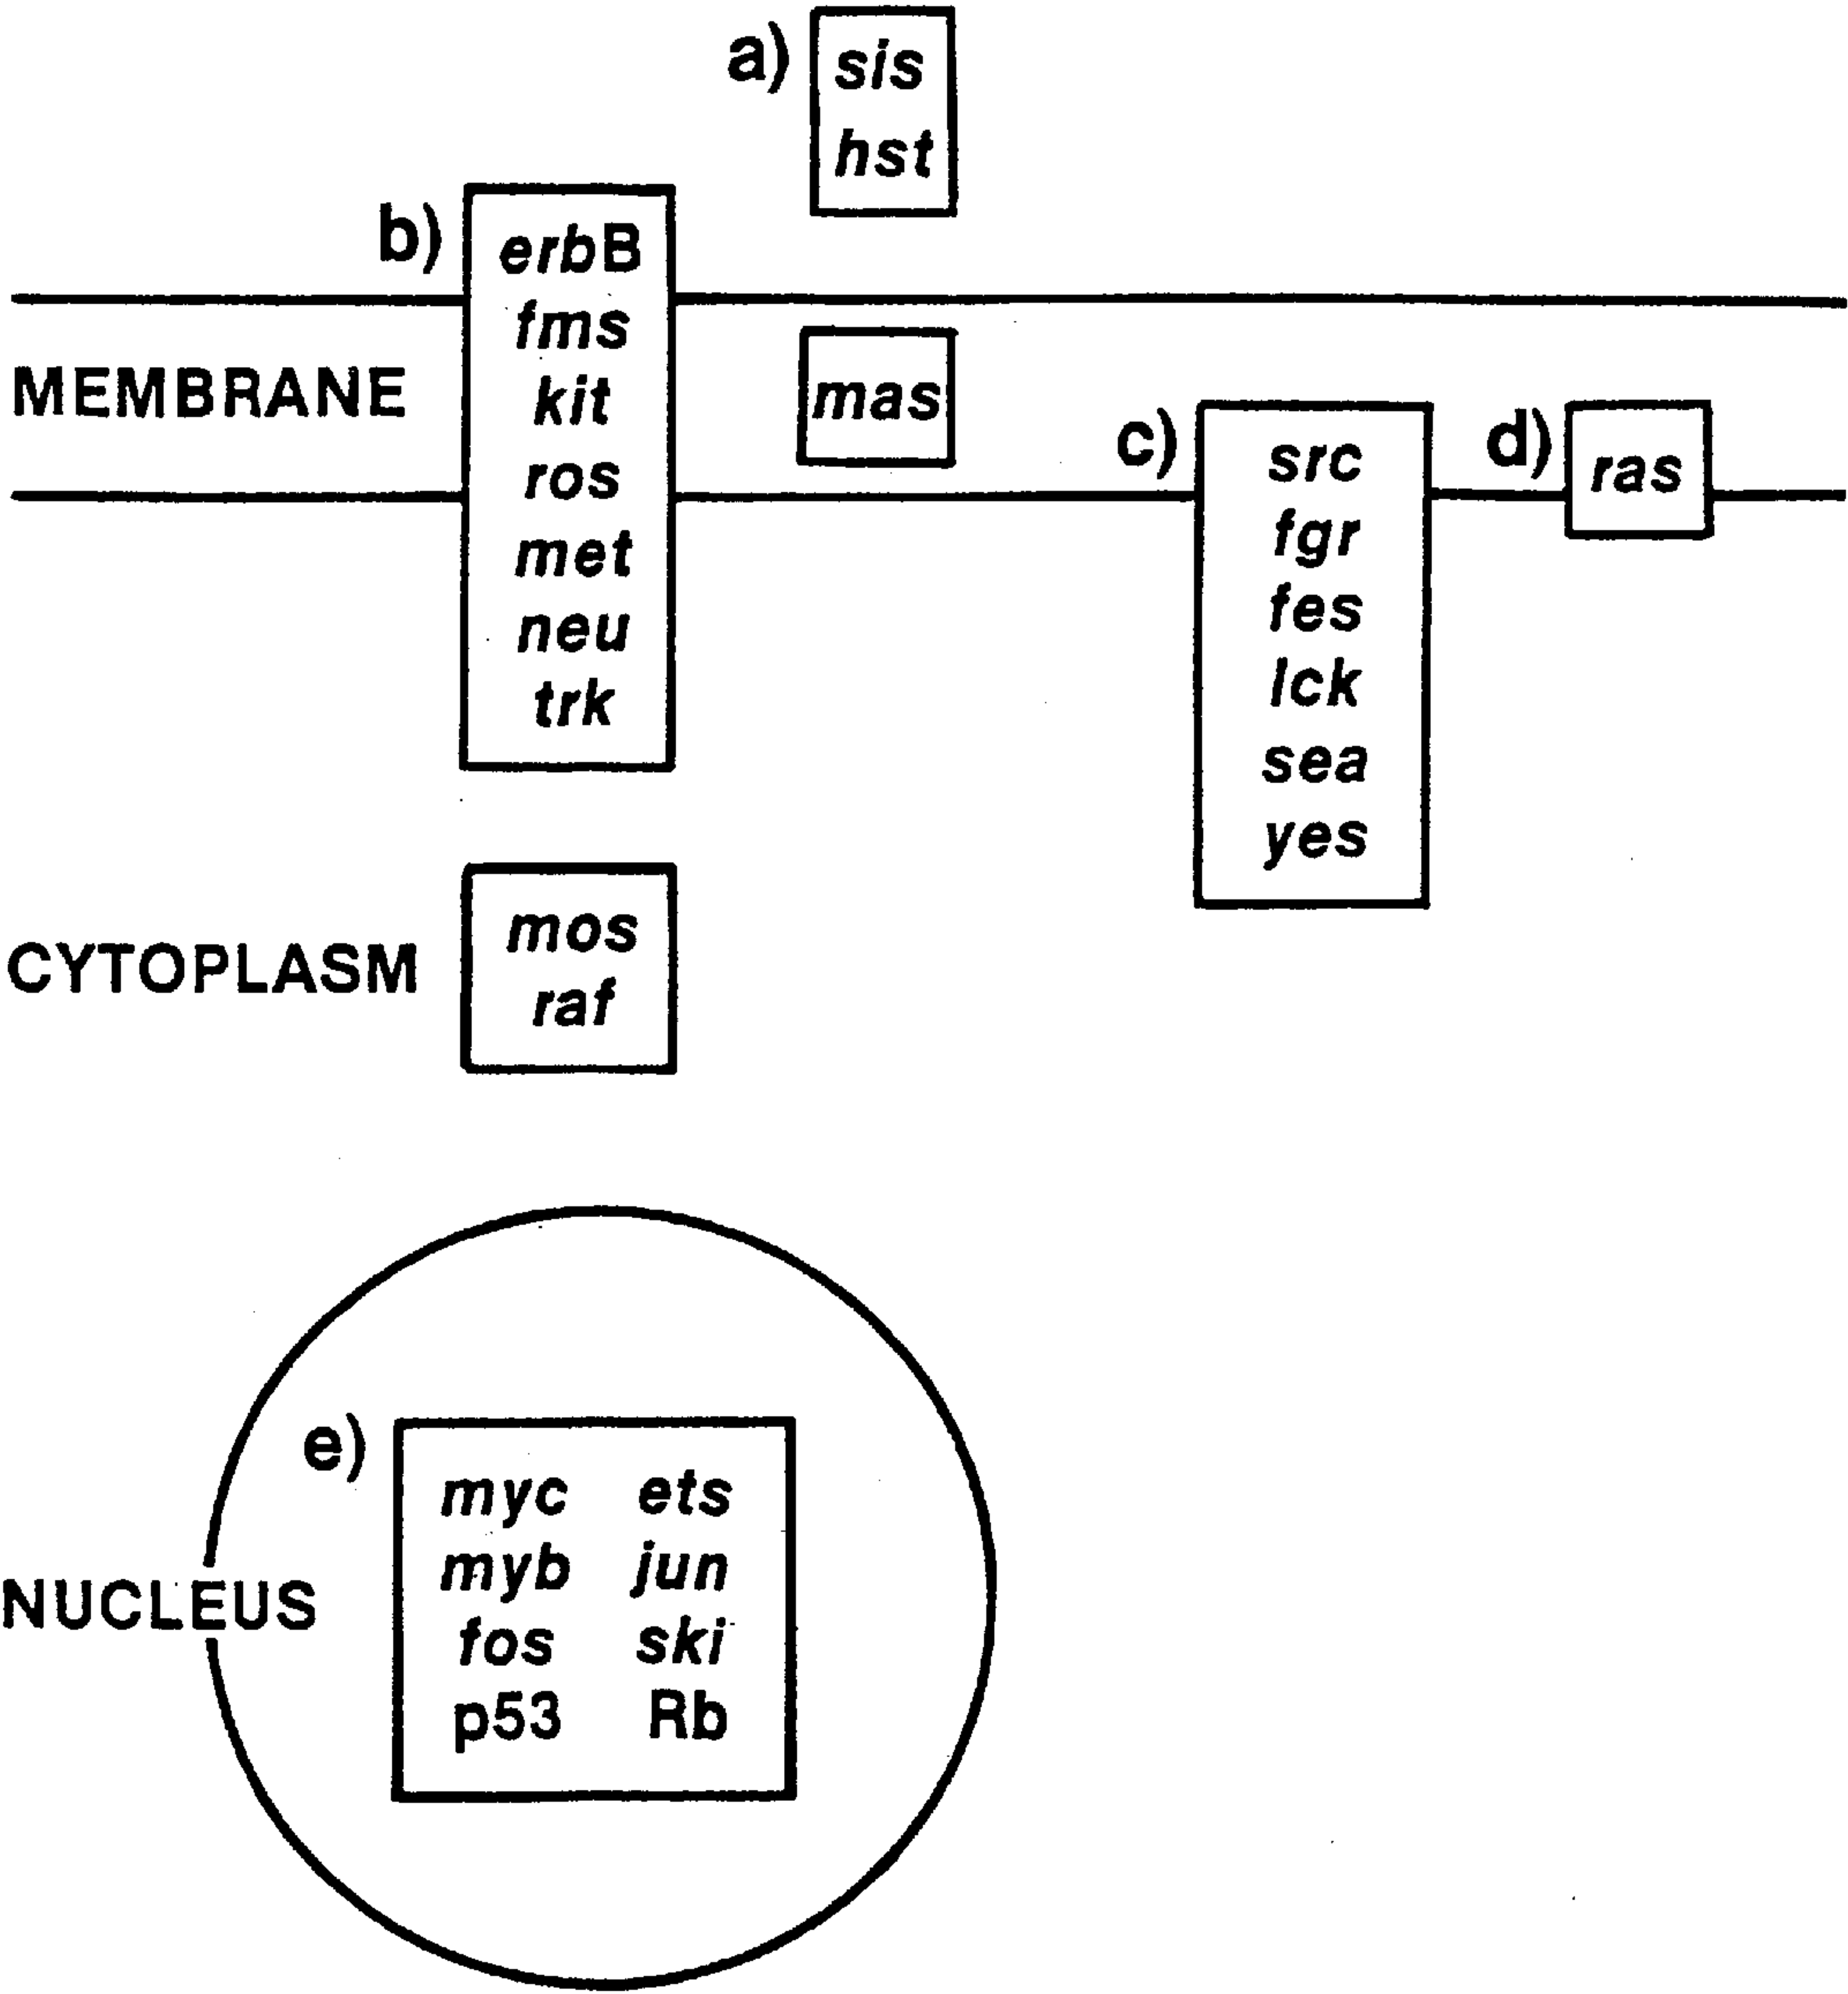 a)
sis
hst
b)
erbB
fms
kit
ros
met
neu
trk
MEMBRANE
mas
c)
src
fgr
fes
lck
sea
yes
d)
ras
CYTOPLASM
mos
raf
NUCLEUS
e)
myc ets
myb jun
fos ski
p53 Rb